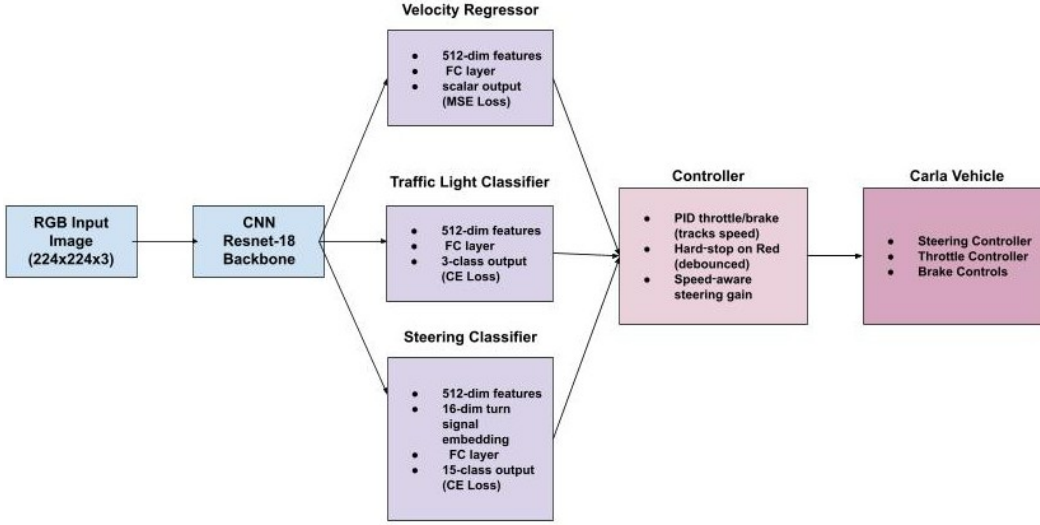 RGB Input
Image
(224x224x3)
CNN
Resnet-18
Backbone
Velocity Regressor
● 512-dim features
● FC layer
● scalar output
(MSE Loss)
Traffic Light Classifier
● 512-dim features
● FC layer
● 3-class output
(CE Loss)
Steering Classifier
● 512-dim features
● 16-dim turn
signal
embedding
● FC layer
● 15-class output
(CE Loss)
Controller
● PID throttle/brake
(tracks speed)
● Hard-stop on Red
(debounced)
● Speed-aware
steering gain
Carla Vehicle
● Steering Controller
● Throttle Controller
● Brake Controls